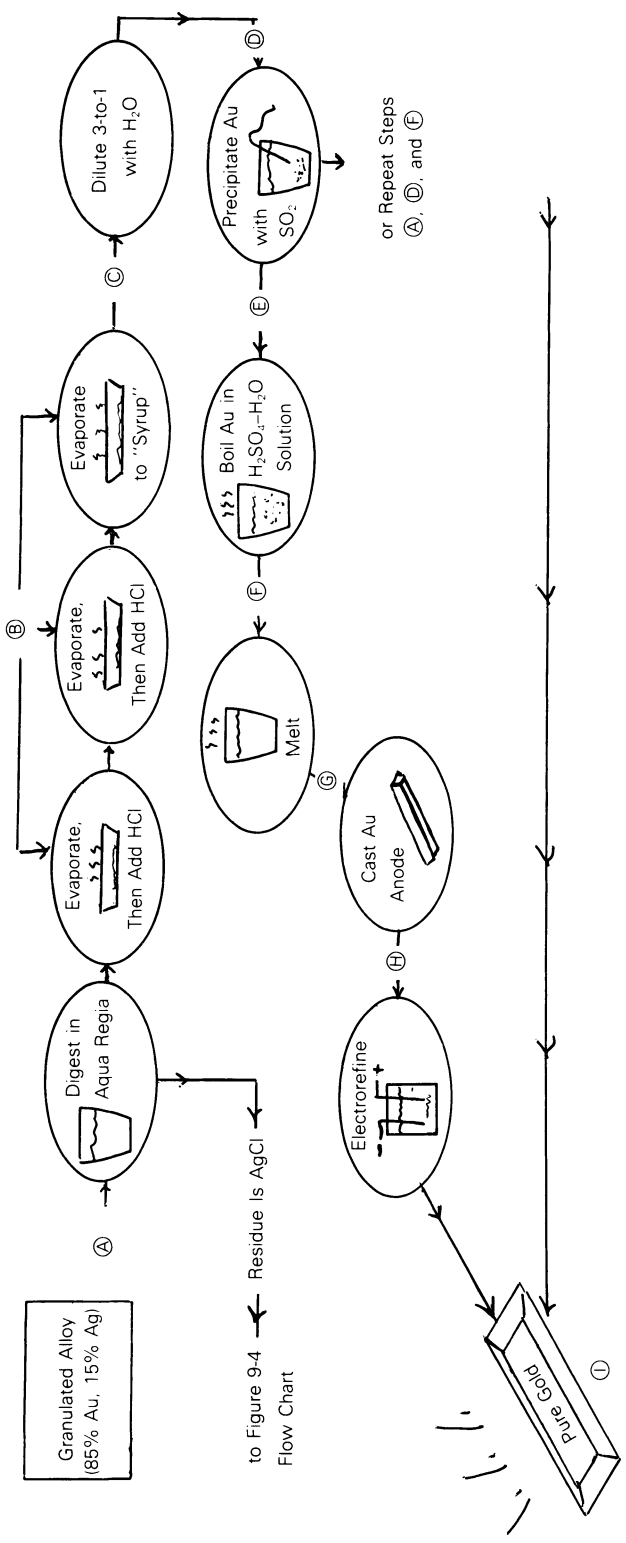 Granulated Alloy
(85% Au, 15% Ag)
Ⓐ
Digest in
Aqua Regia
Residue Is AgCl
to Figure 9-4
Flow Chart
Ⓑ
Evaporate,
Then Add HCl
Evaporate,
Then Add HCl
Evaporate
to "Syrup"
Ⓒ
Dilute 3-to-1
with H₂O
Ⓓ
Precipitate Au
with
SO₂
or Repeat Steps
Ⓐ, Ⓓ, and Ⓕ
Ⓔ
Boil Au in
H₂SO₄–H₂O
Solution
Ⓕ
Melt
Ⓖ
Cast Au
Anode
Ⓗ
Electrorefine
- +
Pure Gold
Ⓘ